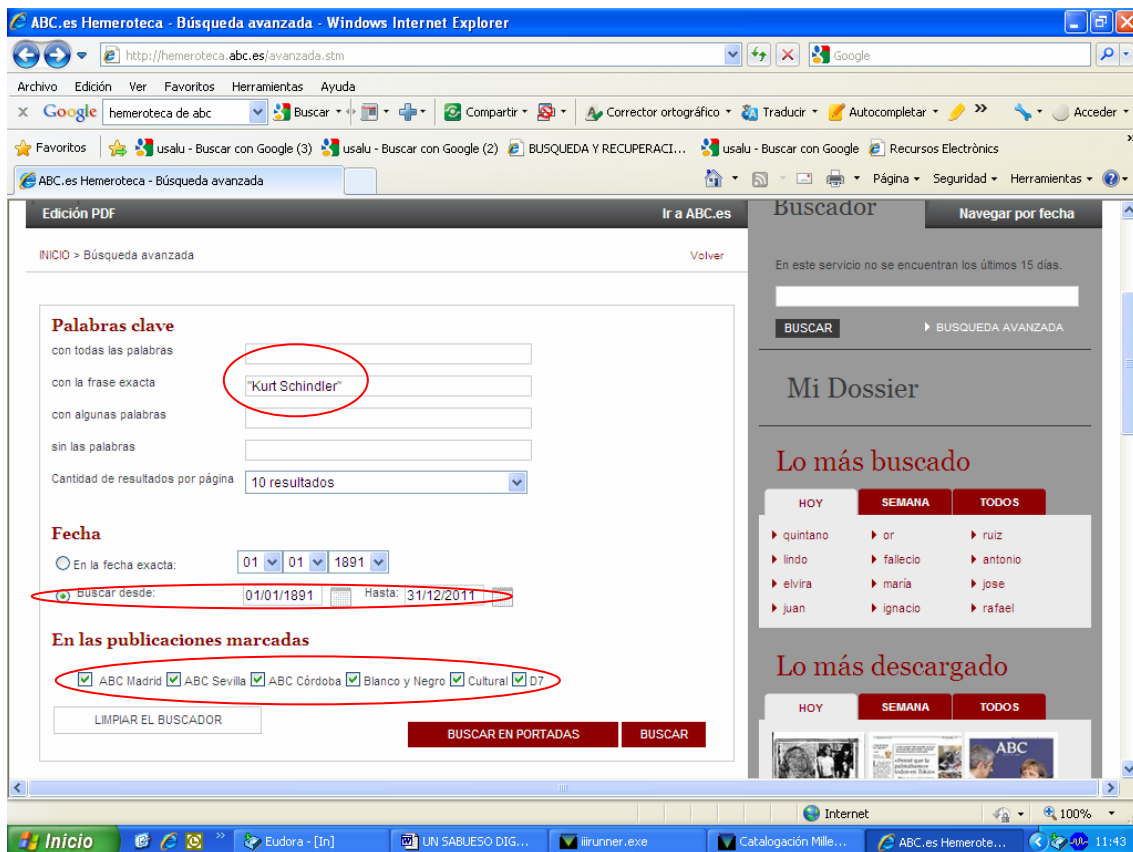 ABC.es Hemeroteca - Búsqueda avanzada - Windows Internet Explorer
http://hemeroteca.abc.es/avanzada.stm
Google
Archivo Edición Ver Favoritos Herramientas Ayuda
x Google hemeroteca de abc Buscar Compartir Corrector ortográfico Traducir Autocompletar >> Acceder
Favoritos usalu - Buscar con Google (3) usalu - Buscar con Google (2) BUSQUEDA Y RECUPERACI... usalu - Buscar con Google Recursos Electrònics »
ABC.es Hemeroteca - Búsqueda avanzada Página Seguridad Herramientas
Edición PDF Ir a ABC.es
INICIO > Búsqueda avanzada Volver
Palabras clave
con todas las palabras
con la frase exacta "Kurt Schindler"
con algunas palabras
sin las palabras
Cantidad de resultados por página 10 resultados
Fecha
En la fecha exacta: 01 01 1891
Buscar desde: 01/01/1891 Hasta: 31/12/2011
En las publicaciones marcadas
ABC Madrid ABC Sevilla ABC Córdoba Blanco y Negro Cultural D7
LIMPIAR EL BUSCADOR
BUSCAR EN PORTADAS BUSCAR
Buscador Navegar por fecha
En este servicio no se encuentran los últimos 15 días.
BUSCAR BUSQUEDA AVANZADA
Mi Dossier
Lo más buscado
HOY SEMANA TODOS
quintano or ruiz
lindo fallecio antonio
elvira maría jose
juan ignacio rafael
Lo más descargado
HOY SEMANA TODOS
ABC
Internet 100%
Inicio » Eudora - [In] UN SABUESO DIG... iiirunner.exe Catalogación Mille... ABC.es Hemerote... 11:43